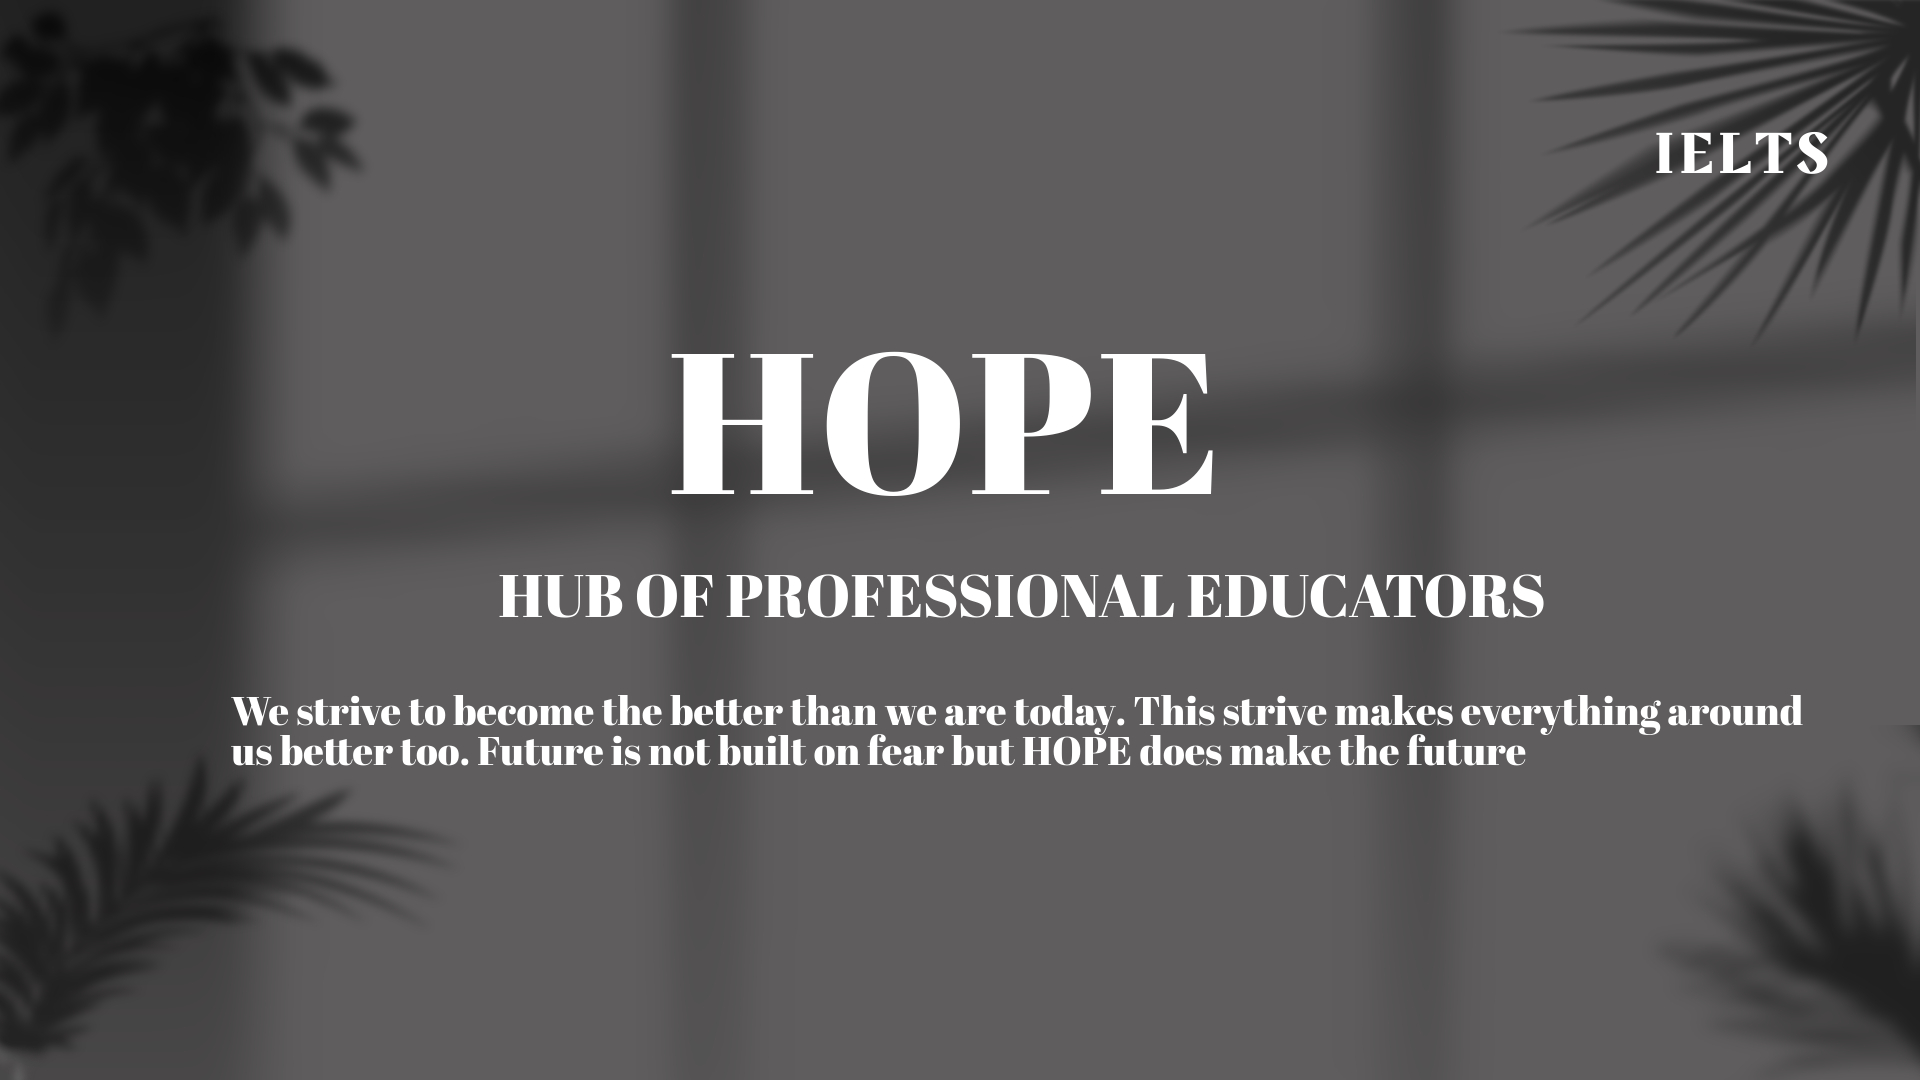 IELTS
HOPE
HUB OF PROFESSIONAL EDUCATORS
We strive to become the better than we are today. This strive makes everything around
us better too. Future is not built on fear but HOPE does make the future